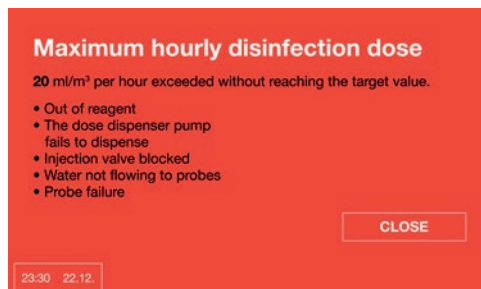 Maximum hourly disinfection dose
20 ml/m³ per hour exceeded without reaching the target value.
• Out of reagent
• The dose dispenser pump
fails to dispense
• Injection valve blocked
• Water not flowing to probes
• Probe failure
CLOSE
23:30 22.12.